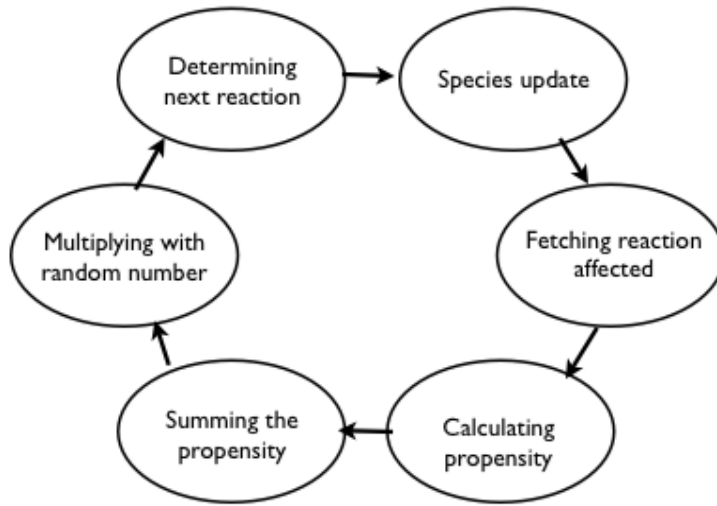 Determining
next reaction
Species update
Fetching reaction
affected
Calculating
propensity
Summing the
propensity
Multiplying with
random number